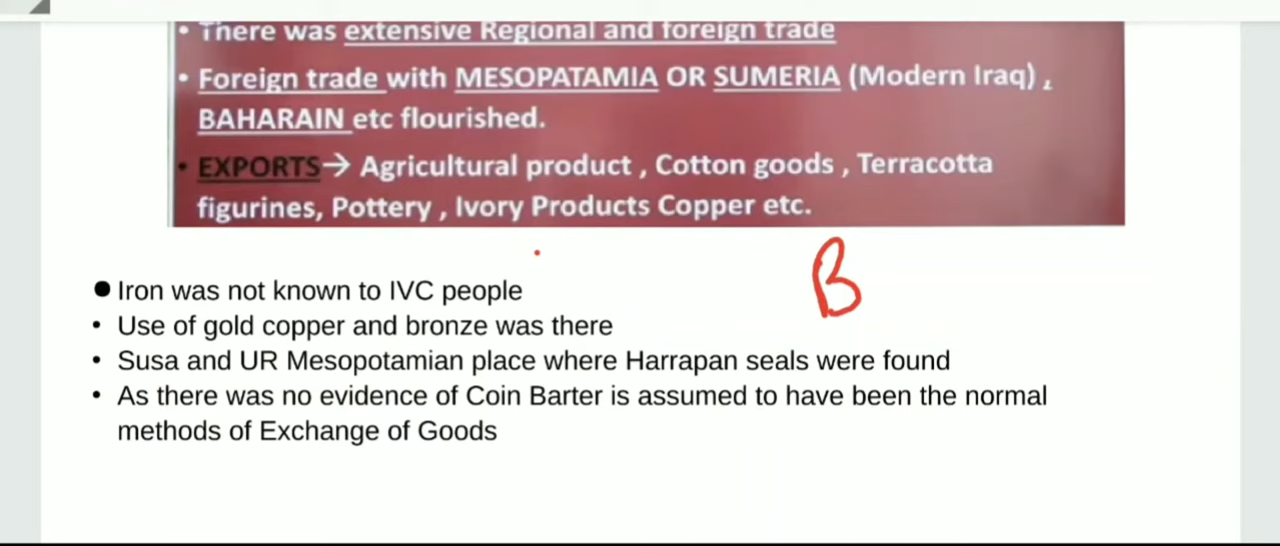 • There was extensive Regional and foreign trade
• Foreign trade with MESOPATAMIA OR SUMERIA (Modern Iraq) ,
BAHARAIN etc flourished.
• EXPORTS→ Agricultural product , Cotton goods , Terracotta
figurines, Pottery , Ivory Products Copper etc.
B
● Iron was not known to IVC people
• Use of gold copper and bronze was there
• Susa and UR Mesopotamian place where Harrapan seals were found
• As there was no evidence of Coin Barter is assumed to have been the normal
methods of Exchange of Goods